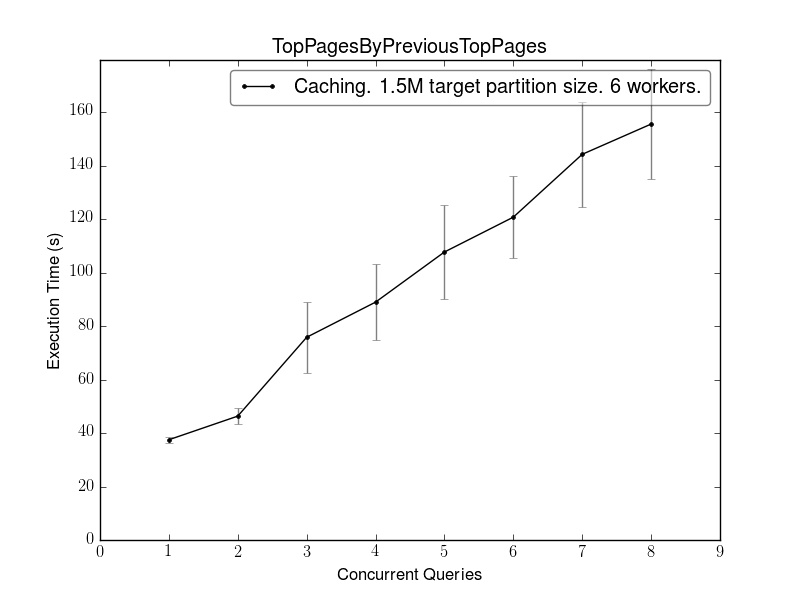 TopPagesByPreviousTopPages
Caching. 1.5M target partition size. 6 workers.
160
140
120
100
80
60
40
20
0
Execution Time (s)
0 1 2 3 4 5 6 7 8 9
Concurrent Queries